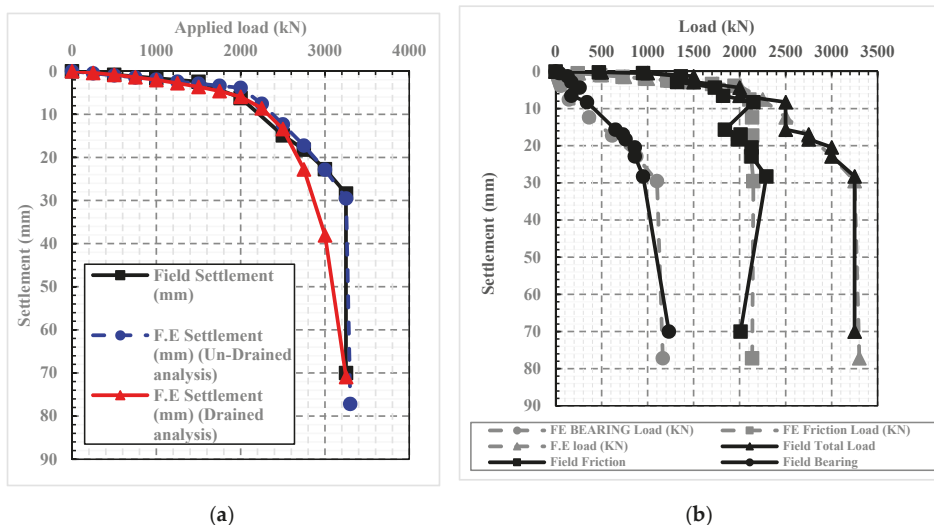 Applied load (kN)
0 1000 2000 3000 4000
0
10
20
30
40
50
60
70
80
90
Settlement (mm)
Field Settlement
(mm)
F.E Settlement
(mm) (Un-Drained
analysis)
F.E Settlement
(mm) (Drained
analysis)
(a)
Load (kN)
0 500 1000 1500 2000 2500 3000 3500
0
10
20
30
40
50
60
70
80
90
Settlement (mm)
FE BEARING Load (KN) FE Friction Load (KN)
F.E load (KN) Field Total Load
Field Friction Field Bearing
(b)